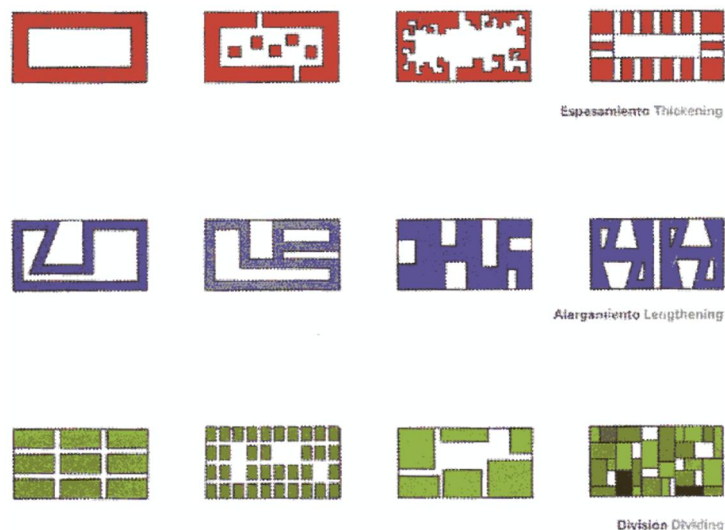 Espesamiento Thickening
Alargamiento Lengthening
Division Dividing